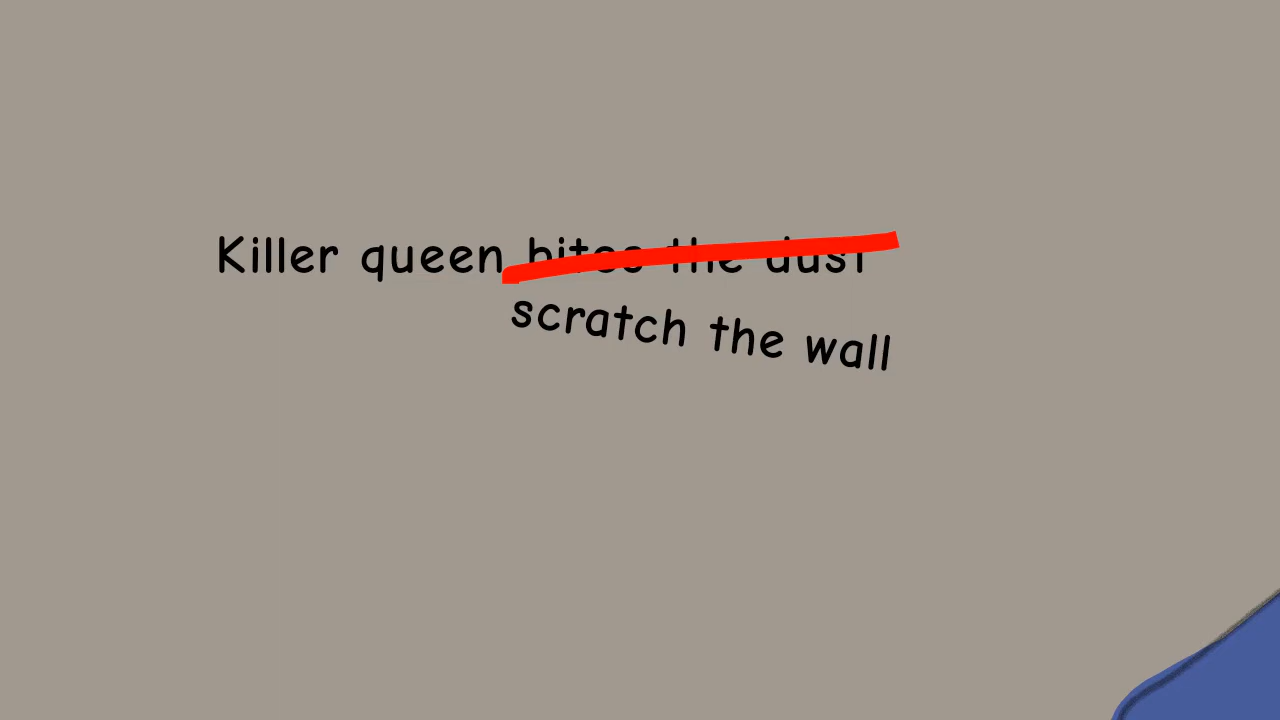 Killer queen bites the dust
scratch the wall